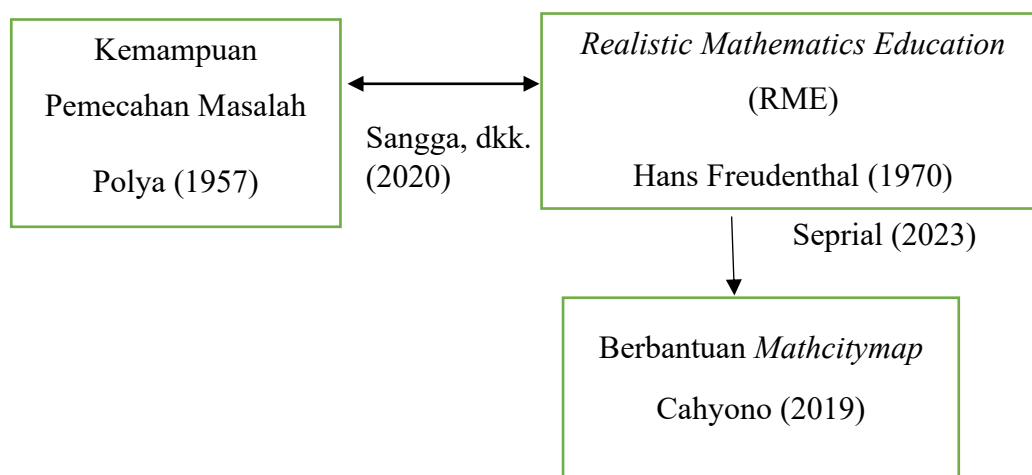 Kemampuan
Pemecahan Masalah
Polya (1957)
Sangga, dkk.
(2020)
Realistic Mathematics Education
(RME)
Hans Freudenthal (1970)
Seprial (2023)
Berbantuan Mathcitymap
Cahyono (2019)